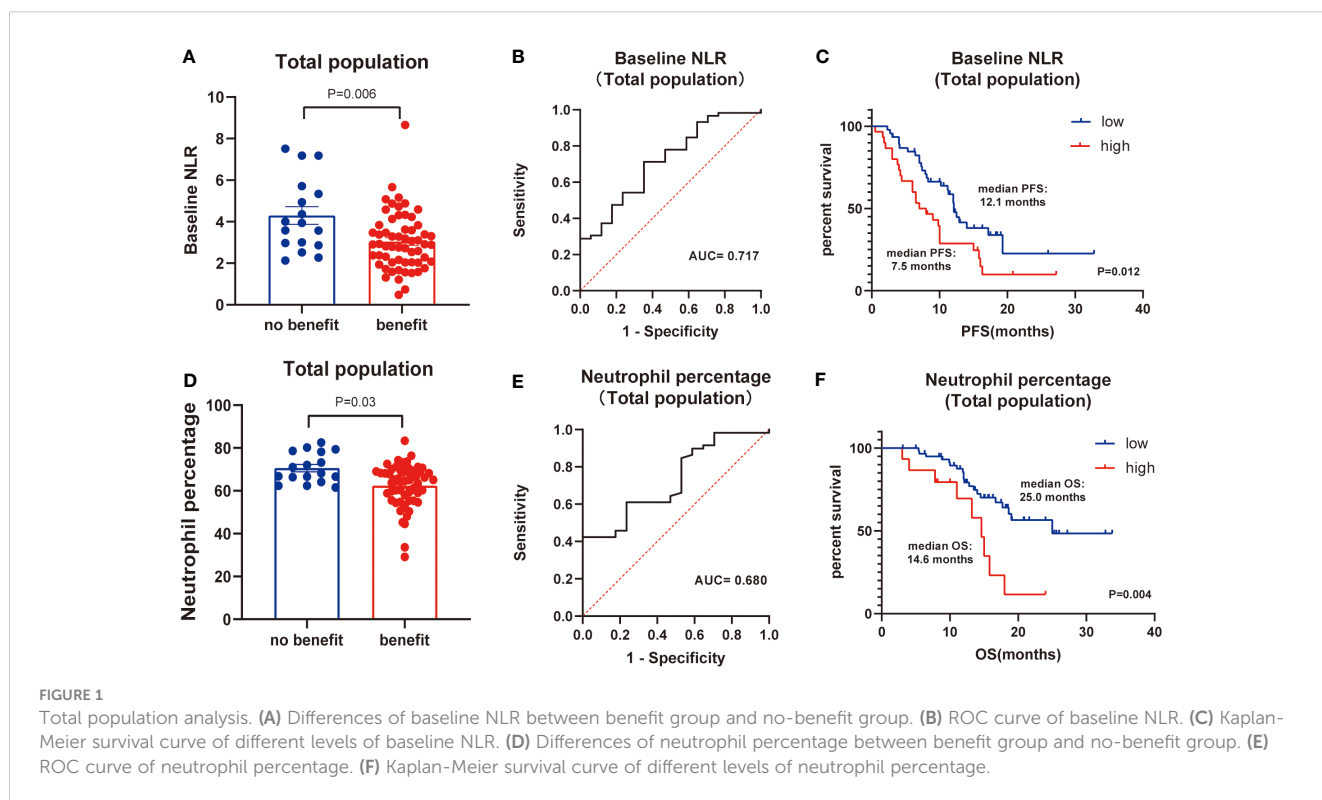 A
Total population
P=0.006
Baseline NLR
10
8
6
4
2
0
no benefit
benefit
B
Baseline NLR
（Total population）
Sensitivity
1.0
0.8
0.6
0.4
0.2
0.0
AUC= 0.717
0.0 0.2 0.4 0.6 0.8 1.0
1 - Specificity
C
Baseline NLR
(Total population)
low
high
percent survival
100
50
0
median PFS:
12.1 months
median PFS:
7.5 months
P=0.012
0 10 20 30 40
PFS(months)
D
Total population
P=0.03
Neutrophil percentage
100
80
60
40
20
0
no benefit
benefit
E
Neutrophil percentage
（Total population）
Sensitivity
1.0
0.8
0.6
0.4
0.2
0.0
AUC= 0.680
0.0 0.2 0.4 0.6 0.8 1.0
1 - Specificity
F
Neutrophil percentage
(Total population)
low
high
percent survival
100
50
0
median OS:
25.0 months
median OS:
14.6 months
P=0.004
0 10 20 30 40
OS(months)
FIGURE 1
Total population analysis. (A) Differences of baseline NLR between benefit group and no-benefit group. (B) ROC curve of baseline NLR. (C) Kaplan-
Meier survival curve of different levels of baseline NLR. (D) Differences of neutrophil percentage between benefit group and no-benefit group. (E)
ROC curve of neutrophil percentage. (F) Kaplan-Meier survival curve of different levels of neutrophil percentage.